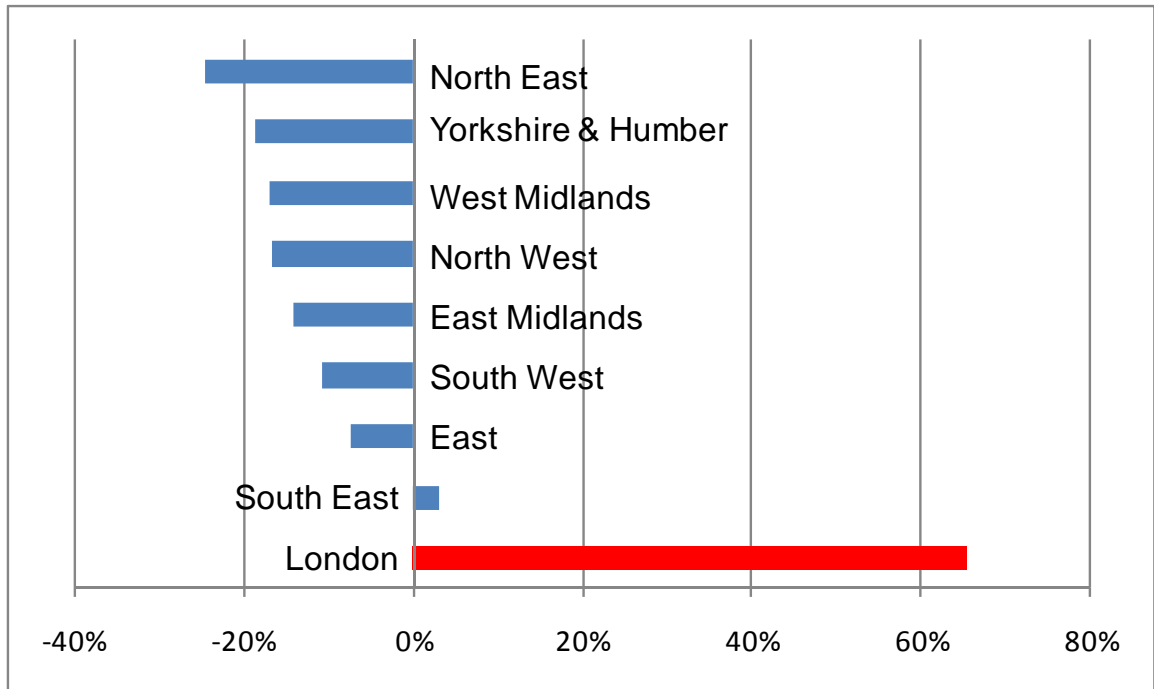 North East
Yorkshire & Humber
West Midlands
North West
East Midlands
South West
East
South East
London
-40% -20% 0% 20% 40% 60% 80%